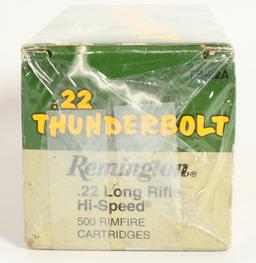 .22
THUNDERBOLT
Remington®
.22 Long Rifle
Hi-Speed®
500 RIMFIRE
CARTRIDGES